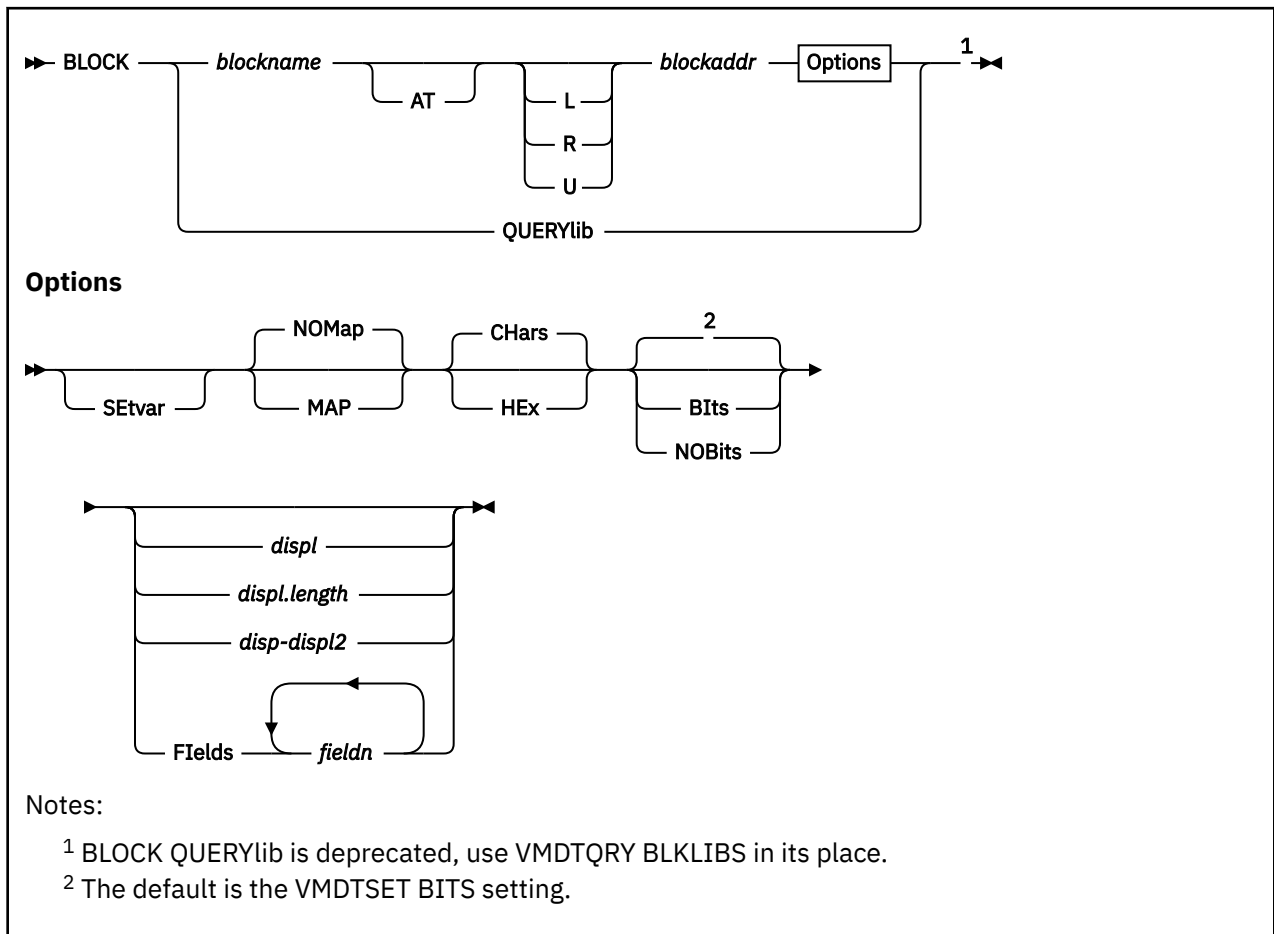 1
BLOCK blockname blockaddr Options
AT L
R
U
QUERYlib
Options
NOMap CHars 2
SEtvar MAP HEx BIts
NOBits
displ
displ.length
disp-displ2
FIelds fieldn
Notes:
1 BLOCK QUERYlib is deprecated, use VMDTQRY BLKLIBS in its place.
2 The default is the VMDTSET BITS setting.